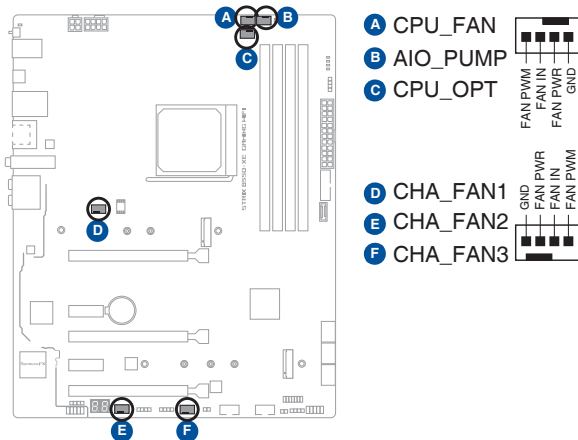 A CPU_FAN
B AIO_PUMP
C CPU_OPT
FAN PWM
FAN IN
FAN PWR
GND
D CHA_FAN1
E CHA_FAN2
F CHA_FAN3
GND
FAN PWR
FAN IN
FAN PWM
A
B
C
D
E
F